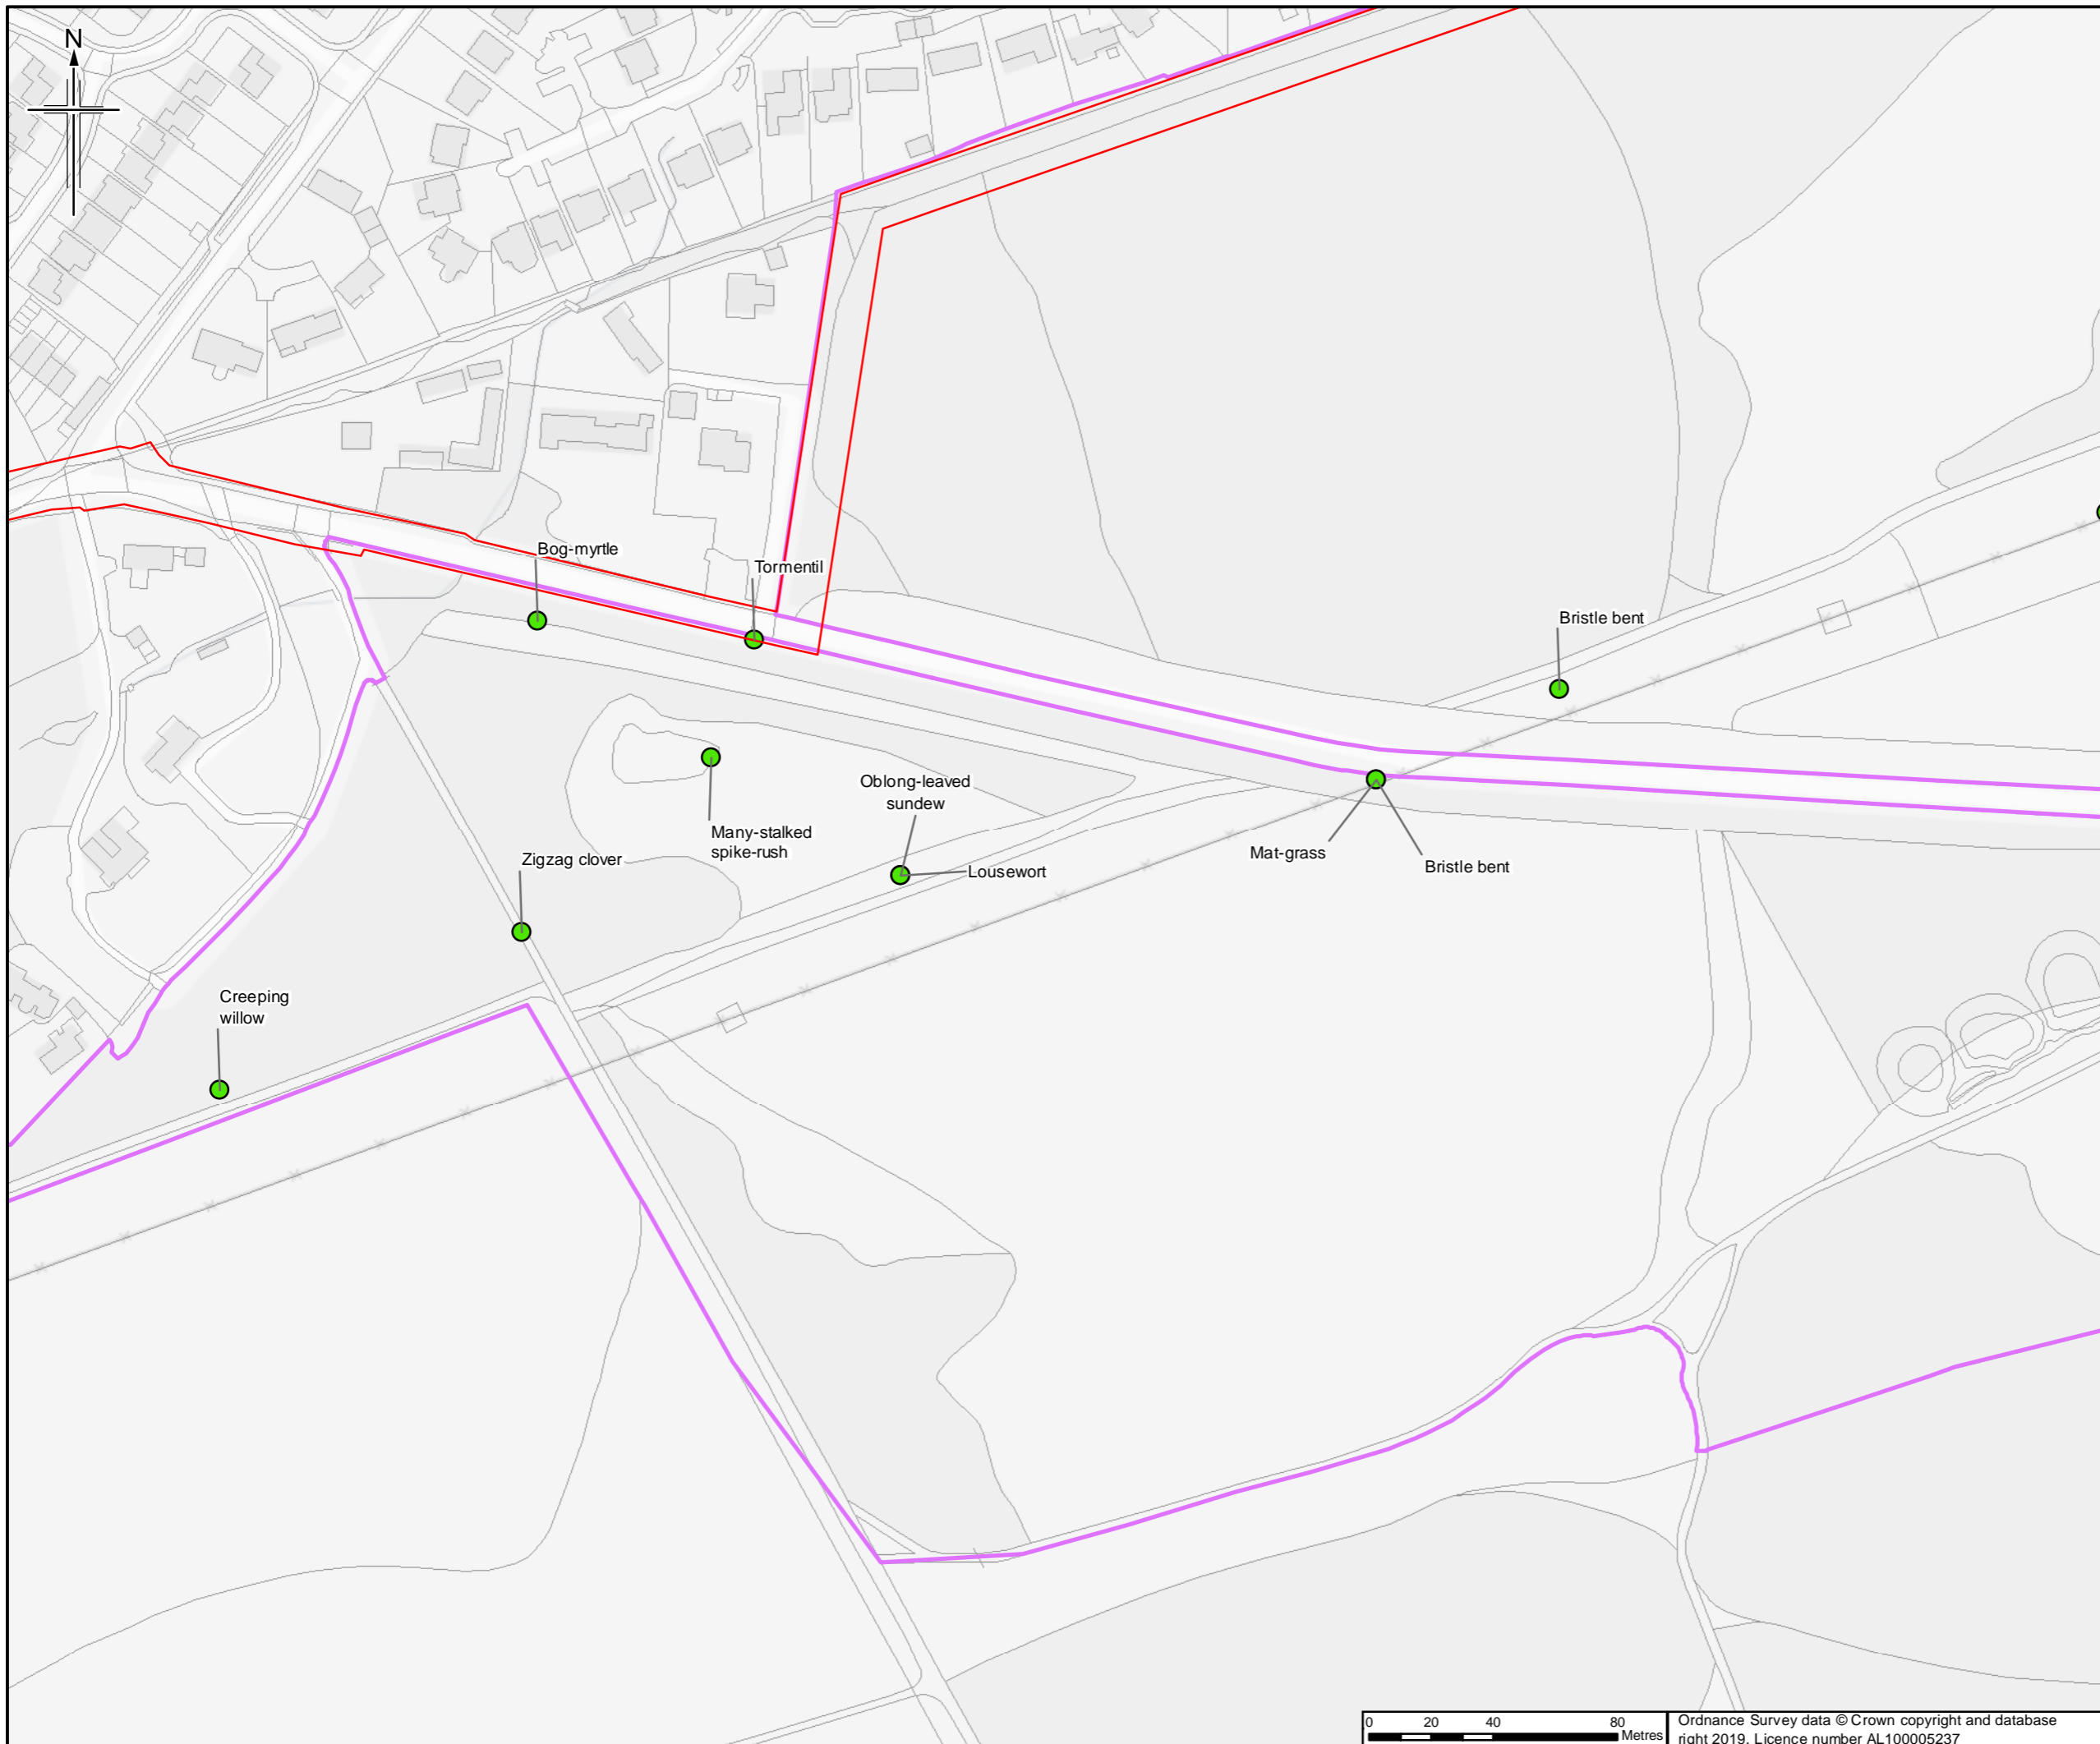 N
Bog-myrtle
Tormentil
Bristle bent
Oblong-leaved
sundew
Many-stalked
spike-rush
Zigzag clover
Lousewort
Mat-grass
Bristle bent
Creeping
willow
0 20 40 80
Metres
Ordnance Survey data © Crown copyright and database
right 2019. Licence number AL100005237